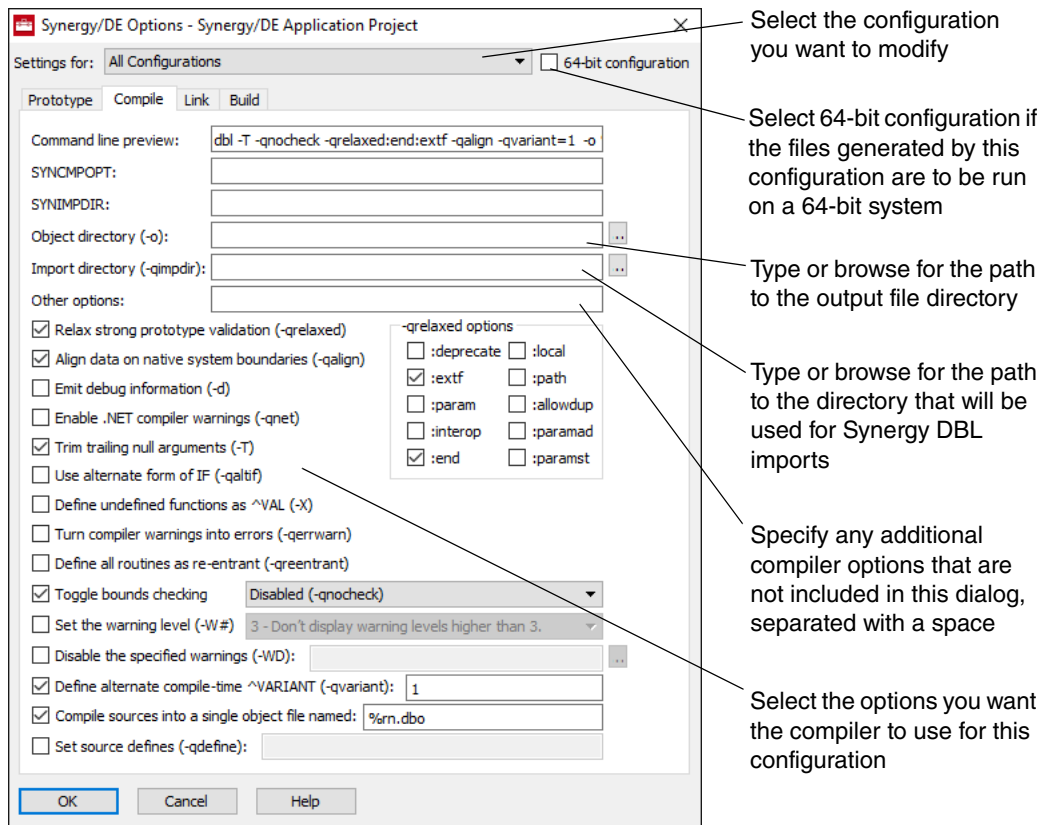 Synergy/DE Options - Synergy/DE Application Project
Settings for: All Configurations 64-bit configuration
Prototype Compile Link Build
Command line preview: dbl -T -qnocheck -qrelaxed:end:extf -qalign -qvariant=1 -o
SYNCMPOPT:
SYNIMPDIR:
Object directory (-o): ..
Import directory (-qimpdir): ..
Other options:
Relax strong prototype validation (-qrelaxed)
Align data on native system boundaries (-qalign)
Emit debug information (-d)
Enable .NET compiler warnings (-qnet)
Trim trailing null arguments (-T)
Use alternate form of IF (-qaltif)
Define undefined functions as ^VAL (-X)
Turn compiler warnings into errors (-qerrwarn)
Define all routines as re-entrant (-qreentrant)
-qrelaxed options
:deprecate :local
:extf :path
:param :allowdup
:interop :paramad
:end :paramst
Toggle bounds checking Disabled (-qnocheck)
Set the warning level (-W#) 3 - Don't display warning levels higher than 3.
Disable the specified warnings (-WD): ..
Define alternate compile-time ^VARIANT (-qvariant): 1
Compile sources into a single object file named: %rn.dbo
Set source defines (-qdefine):
OK Cancel Help
Select the configuration
you want to modify
Select 64-bit configuration if
the files generated by this
configuration are to be run
on a 64-bit system
Type or browse for the path
to the output file directory
Type or browse for the path
to the directory that will be
used for Synergy DBL
imports
Specify any additional
compiler options that are
not included in this dialog,
separated with a space
Select the options you want
the compiler to use for this
configuration